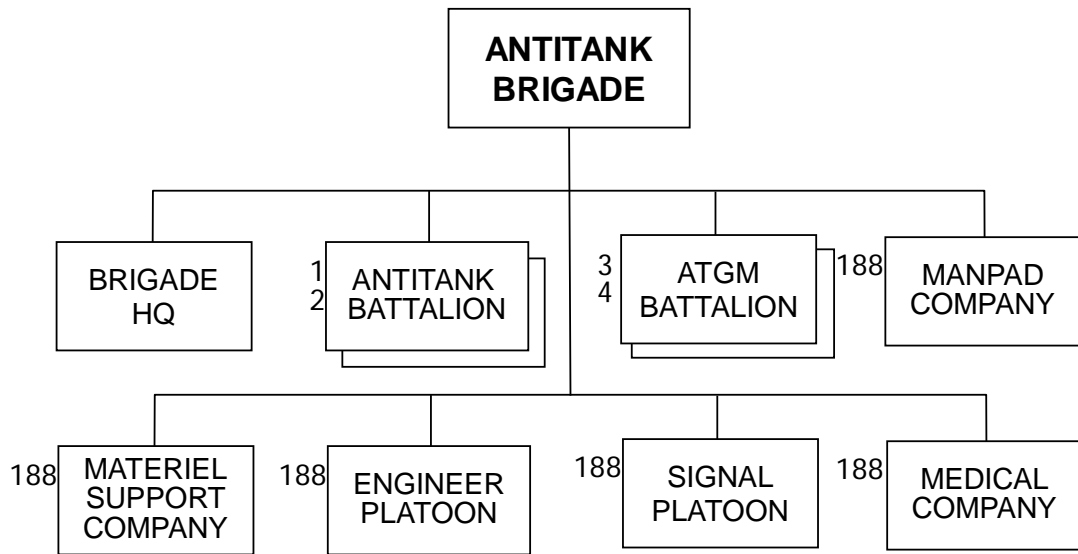 ANTITANK
BRIGADE
BRIGADE
HQ
1
2
ANTITANK
BATTALION
3
4
ATGM
BATTALION
188
MANPAD
COMPANY
188
MATERIEL
SUPPORT
COMPANY
188
ENGINEER
PLATOON
188
SIGNAL
PLATOON
188
MEDICAL
COMPANY